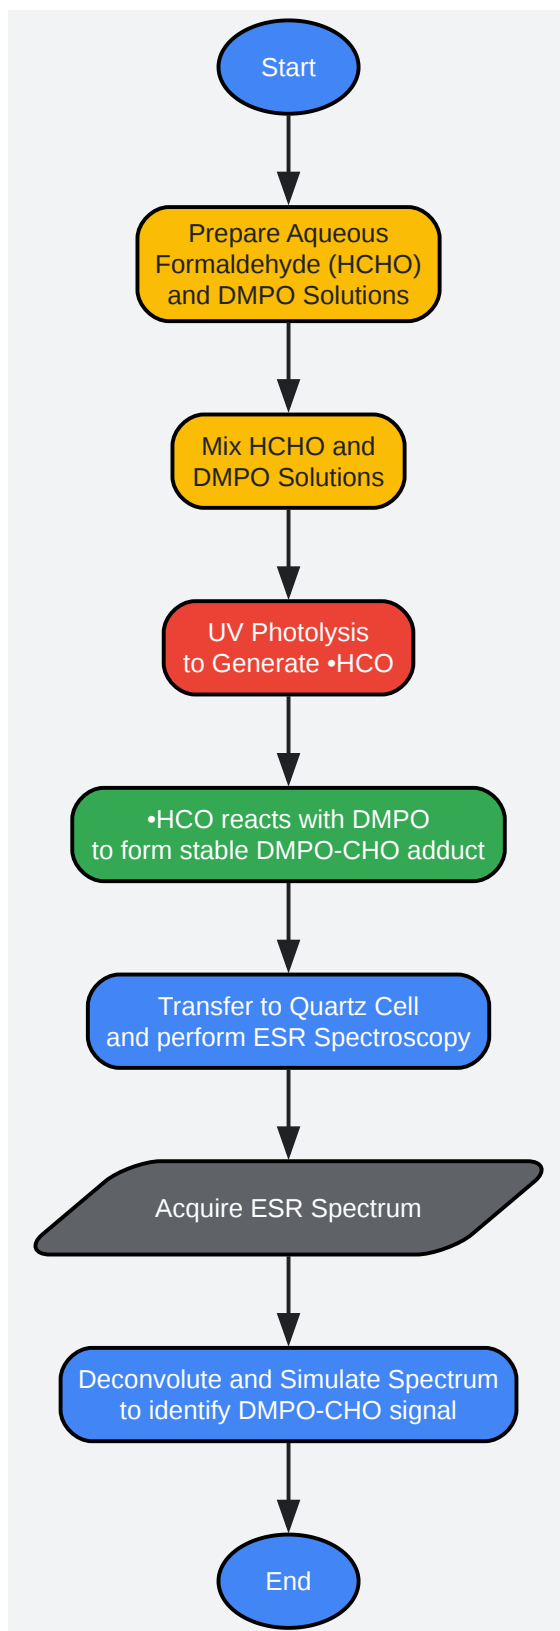 Start
Prepare Aqueous
Formaldehyde (HCHO)
and DMPO Solutions
Mix HCHO and
DMPO Solutions
UV Photolysis
to Generate •HCO
•HCO reacts with DMPO
to form stable DMPO-CHO adduct
Transfer to Quartz Cell
and perform ESR Spectroscopy
Acquire ESR Spectrum
Deconvolute and Simulate Spectrum
to identify DMPO-CHO signal
End